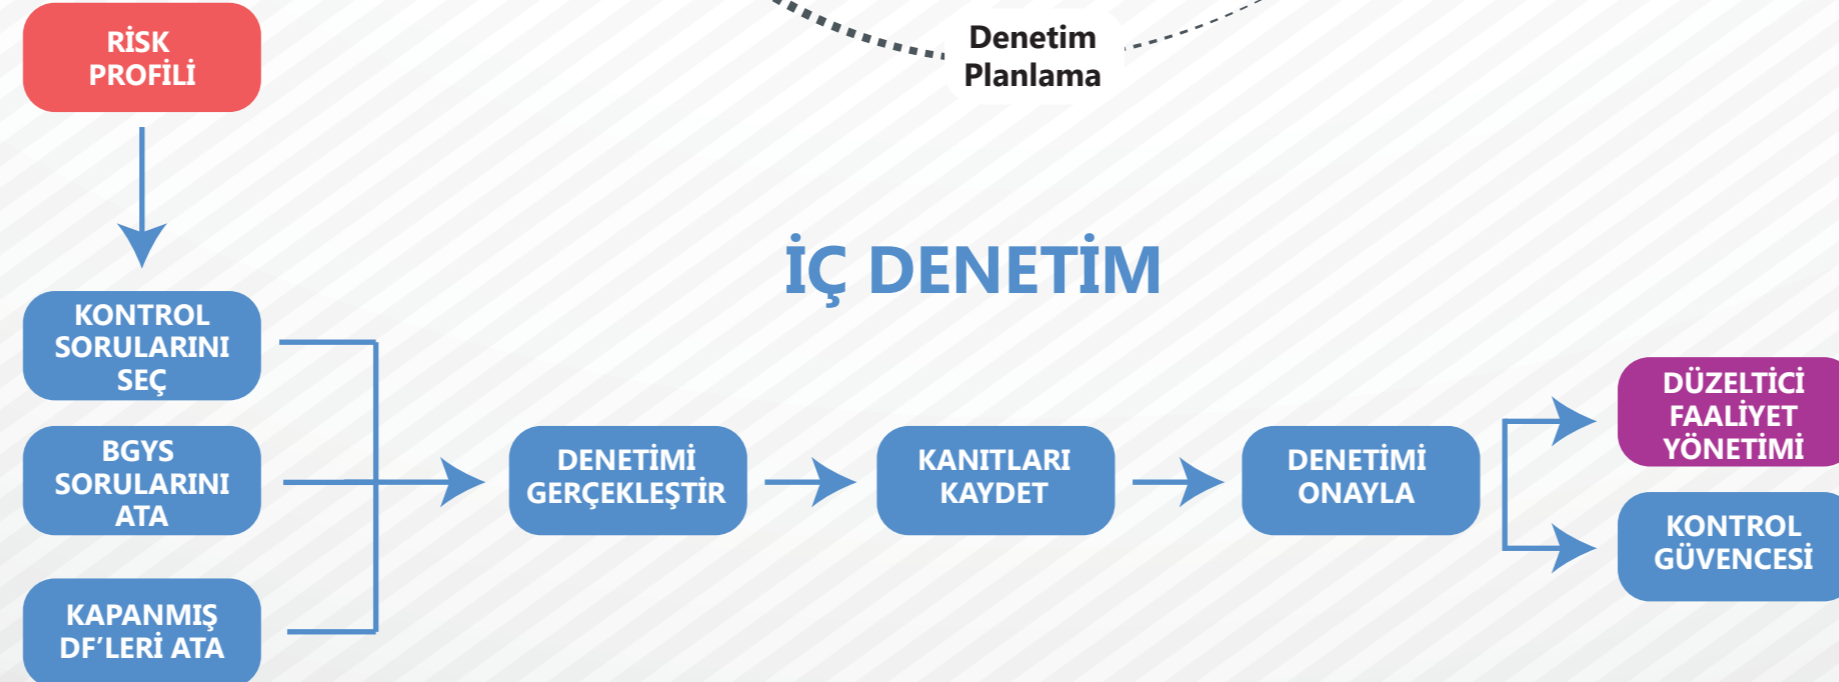 RİSK
PROFİLİ
Denetim
Planlama
İÇ DENETİM
KONTROL
SORULARINI
SEÇ
BGYS
SORULARINI
ATA
KAPANMIŞ
DF’LERİ ATA
DENETİMİ
GERÇEKLEŞTİR
KANITLARI
KAYDET
DENETİMİ
ONAYLA
DÜZELTİCİ
FAALİYET
YÖNETİMİ
KONTROL
GÜVENCESİ